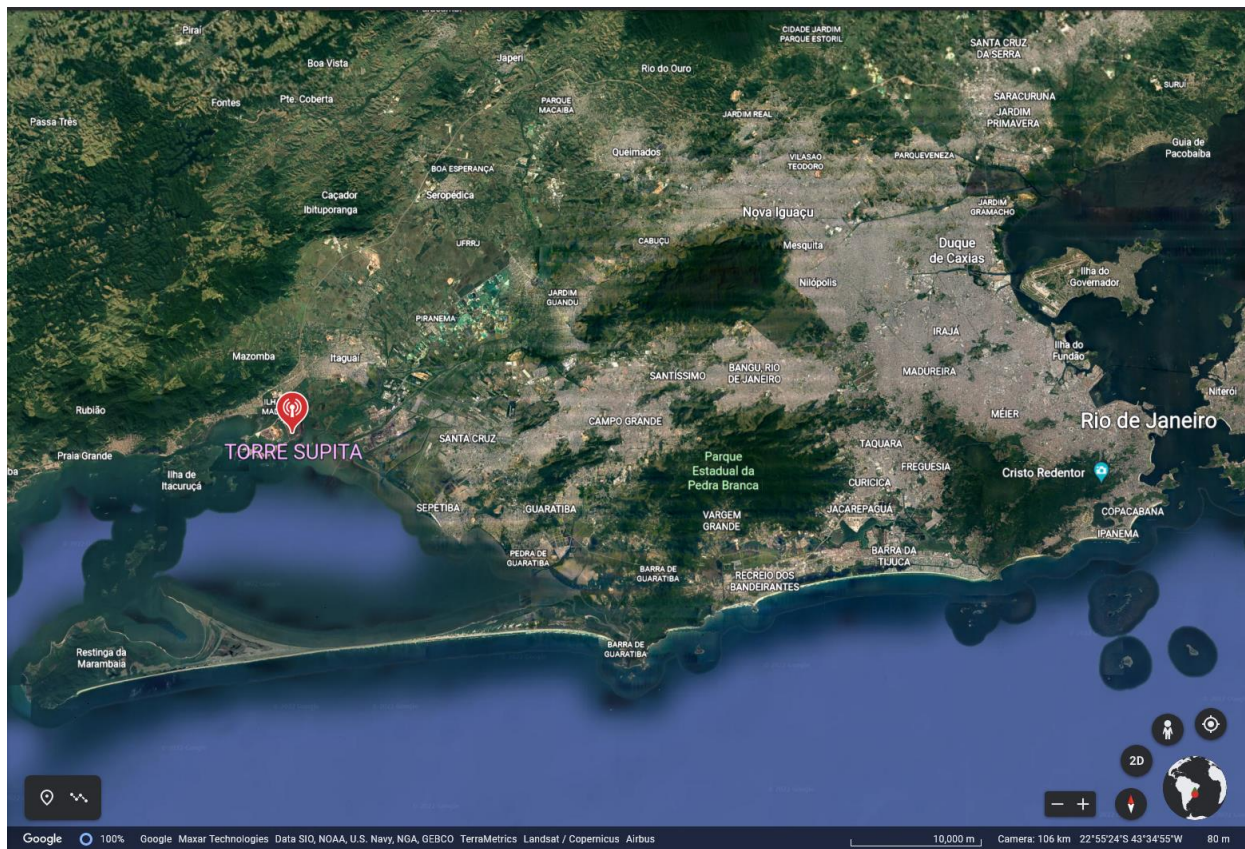 Piraí
CIDADE JARDIM
PARQUE ESTORIL
SANTA CRUZ
DA SERRA
Boa Vista
Japeri
Rio do Ouro
SURUÍ
Fontes
Pte. Coberta
PARQUE
MACAIBA
SARACURUNA
JARDIM
PRIMAVERA
Passa Três
JARDIM REAL
Guia de
Pacobaíba
Queimados
VILASAO
TEODORO
PARQUEVENEZA
BOA ESPERANÇA
Caçador
Seropédica
Ibituporanga
Nova Iguaçu
JARDIM
GRAMACHO
UFRRJ
CABUÇU
Mesquita
Duque
de Caxias
Ilha do
Governador
Nilópolis
JARDIM
GUANDU
PIRANEMA
IRAJÁ
Ilha do
Fundão
Mazomba
Itaguaí
SANTÍSSIMO
BANGU, RIO
DE JANEIRO
MADUREIRA
Niterói
Rubião
MÉIER
Rio de Janeiro
CAMPO GRANDE
SANTA CRUZ
TAQUARA
TORRE SUPITA
Praia Grande
Parque
Estadual da
Pedra Branca
FREGUESIA
Cristo Redentor
Ilha de
Itacuruçá
CURICICA
SEPETIBA
GUARATIBA
VARGEM
GRANDE
JACAREPAGUÁ
COPACABANA
IPANEMA
PEDRA DE
GUARATIBA
BARRA DA
TIJUCA
BARRA DE
GUARATIBA
RECREIO DOS
BANDEIRANTES
Restinga da
Marambaia
BARRA DE
GUARATIBA
2D
Google 100% Google Maxar Technologies Data SIO, NOAA, U.S. Navy, NGA, GEBCO TerraMetrics Landsat / Copernicus Airbus 10,000 m Camera: 106 km 22°55'24"S 43°34'55"W 80 m